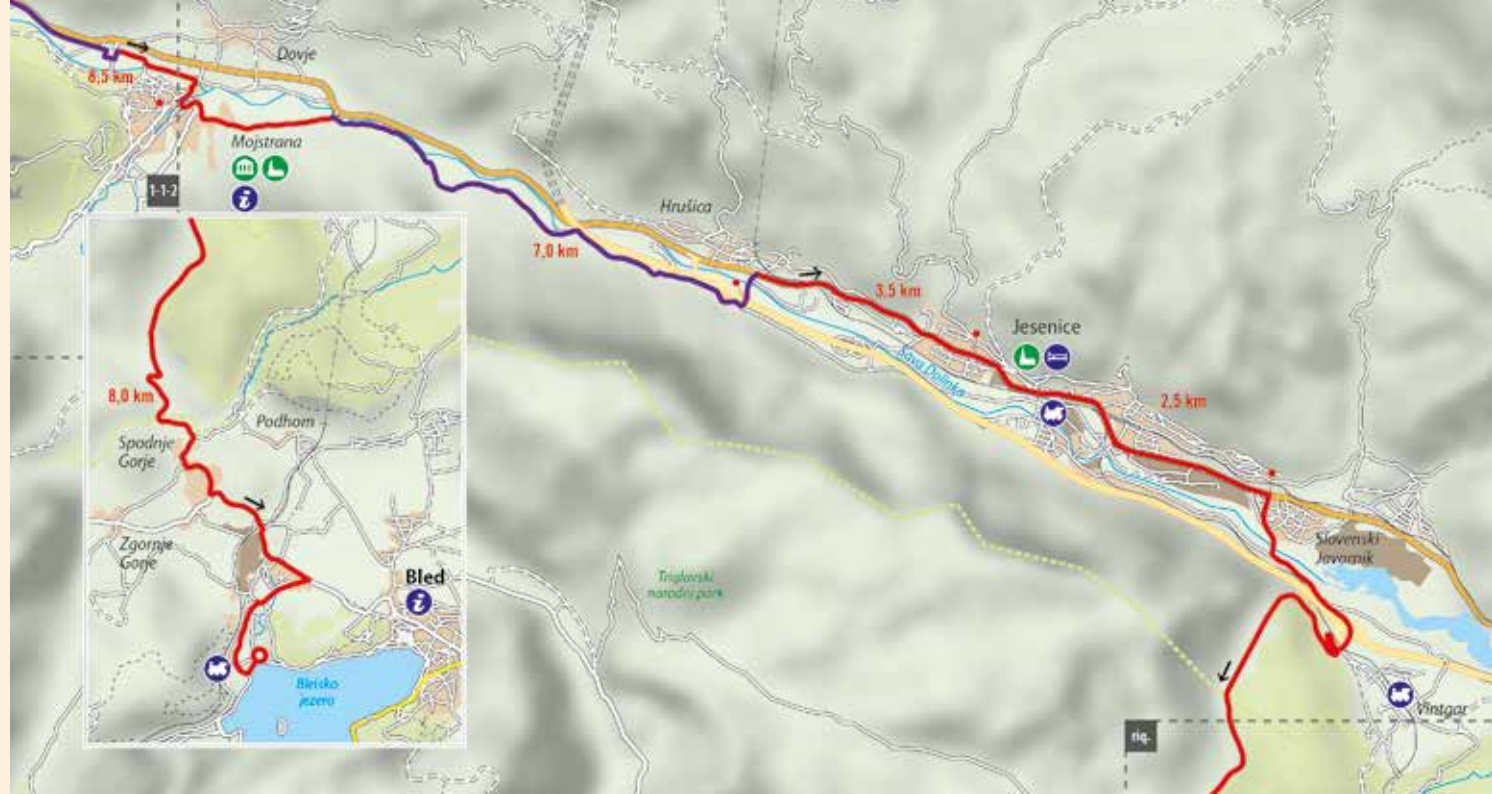 Dovje
8,5 km
Mojstrana
1-1-2
Hrušica
7,0 km
3,5 km
Jesenice
Sava Dolinka
2,5 km
8,0 km
Podhom
Spodnje
Gorje
Zgornje
Gorje
Bled
Blejsko
jezero
Triglavski
narodni park
Slovenski
Javornik
Vintgar
riq.